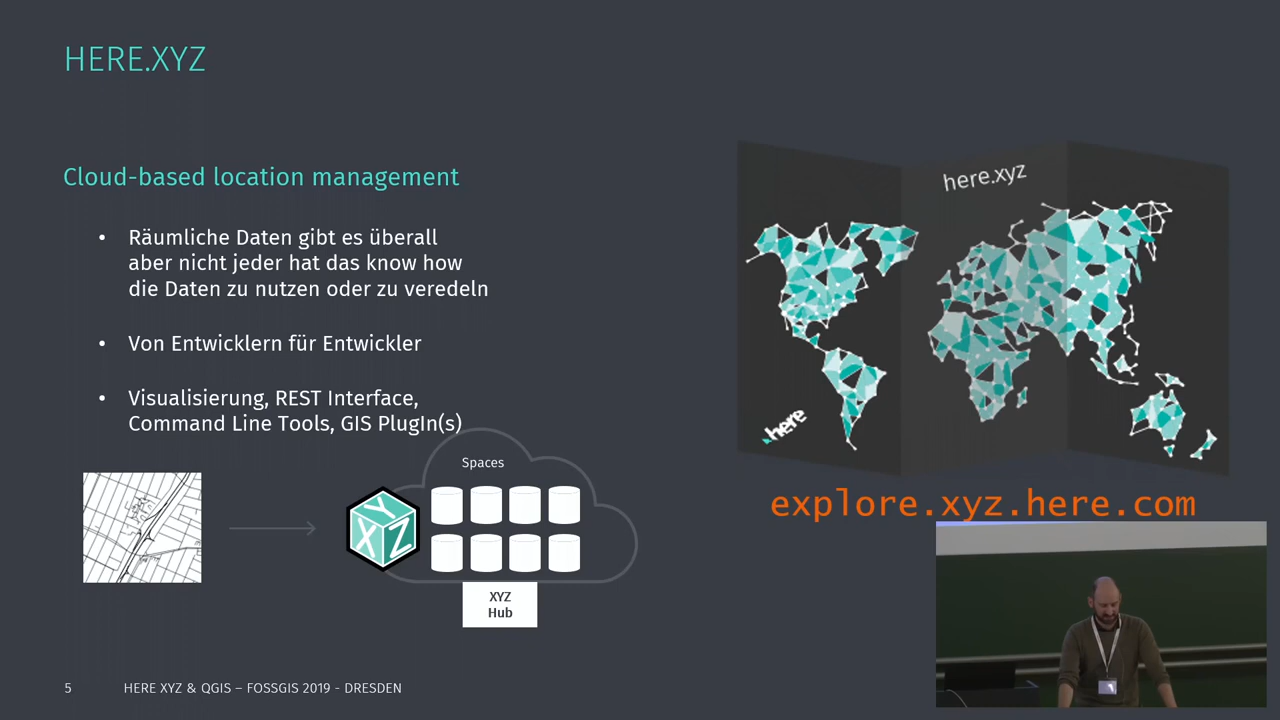 HERE.XYZ
Cloud-based location management
• Räumliche Daten gibt es überall
aber nicht jeder hat das know how
die Daten zu nutzen oder zu veredeln
• Von Entwicklern für Entwickler
• Visualisierung, REST Interface,
Command Line Tools, GIS PlugIn(s)
Spaces
XYZ
XYZ
Hub
here.xyz
here
explore.xyz.here.com
5 HERE XYZ & QGIS – FOSSGIS 2019 - DRESDEN